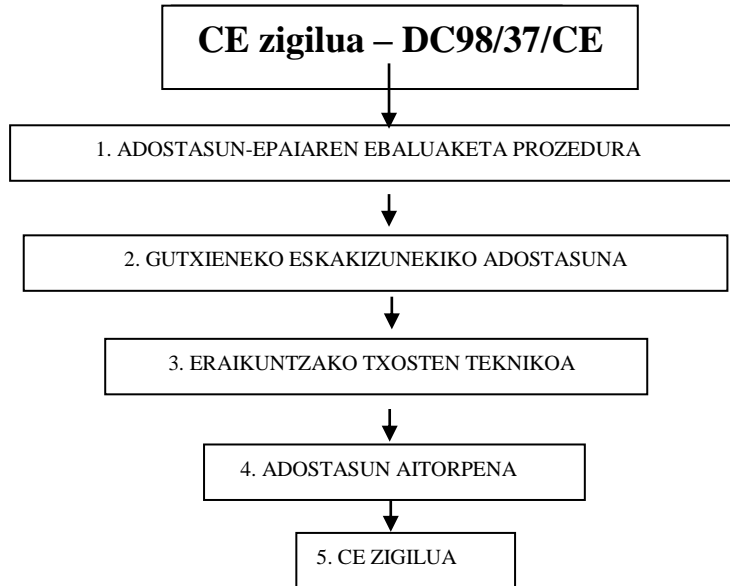 CE zigilua – DC98/37/CE
1. ADOSTASUN-EPAIAREN EBALUAKETA PROZEDURA
2. GUTXIENEKO ESKAKIZUNEKIKO ADOSTASUNA
3. ERAIKUNTZAKO TXOSTEN TEKNIKOA
4. ADOSTASUN AITORPENA
5. CE ZIGILUA